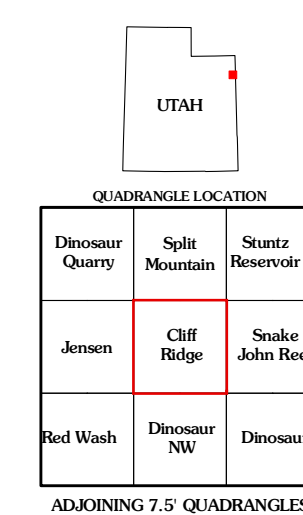 UTAH
QUADRANGLE LOCATION
Dinosaur
Quarry
Split
Mountain
Stuntz
Reservoir
Jensen
Cliff
Ridge
Snake
John Ree
Red Wash
Dinosaur
NW
Dinosaur
ADJOINING 7.5' QUADRANGLES